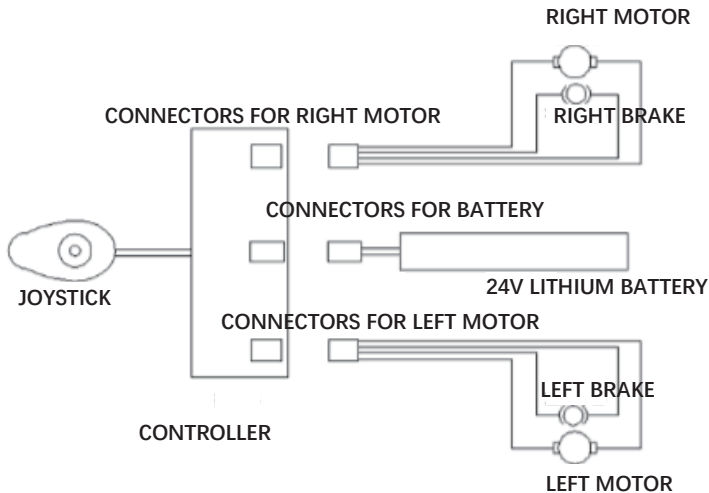 RIGHT MOTOR
CONNECTORS FOR RIGHT MOTOR
RIGHT BRAKE
CONNECTORS FOR BATTERY
JOYSTICK
24V LITHIUM BATTERY
CONNECTORS FOR LEFT MOTOR
LEFT BRAKE
CONTROLLER
LEFT MOTOR